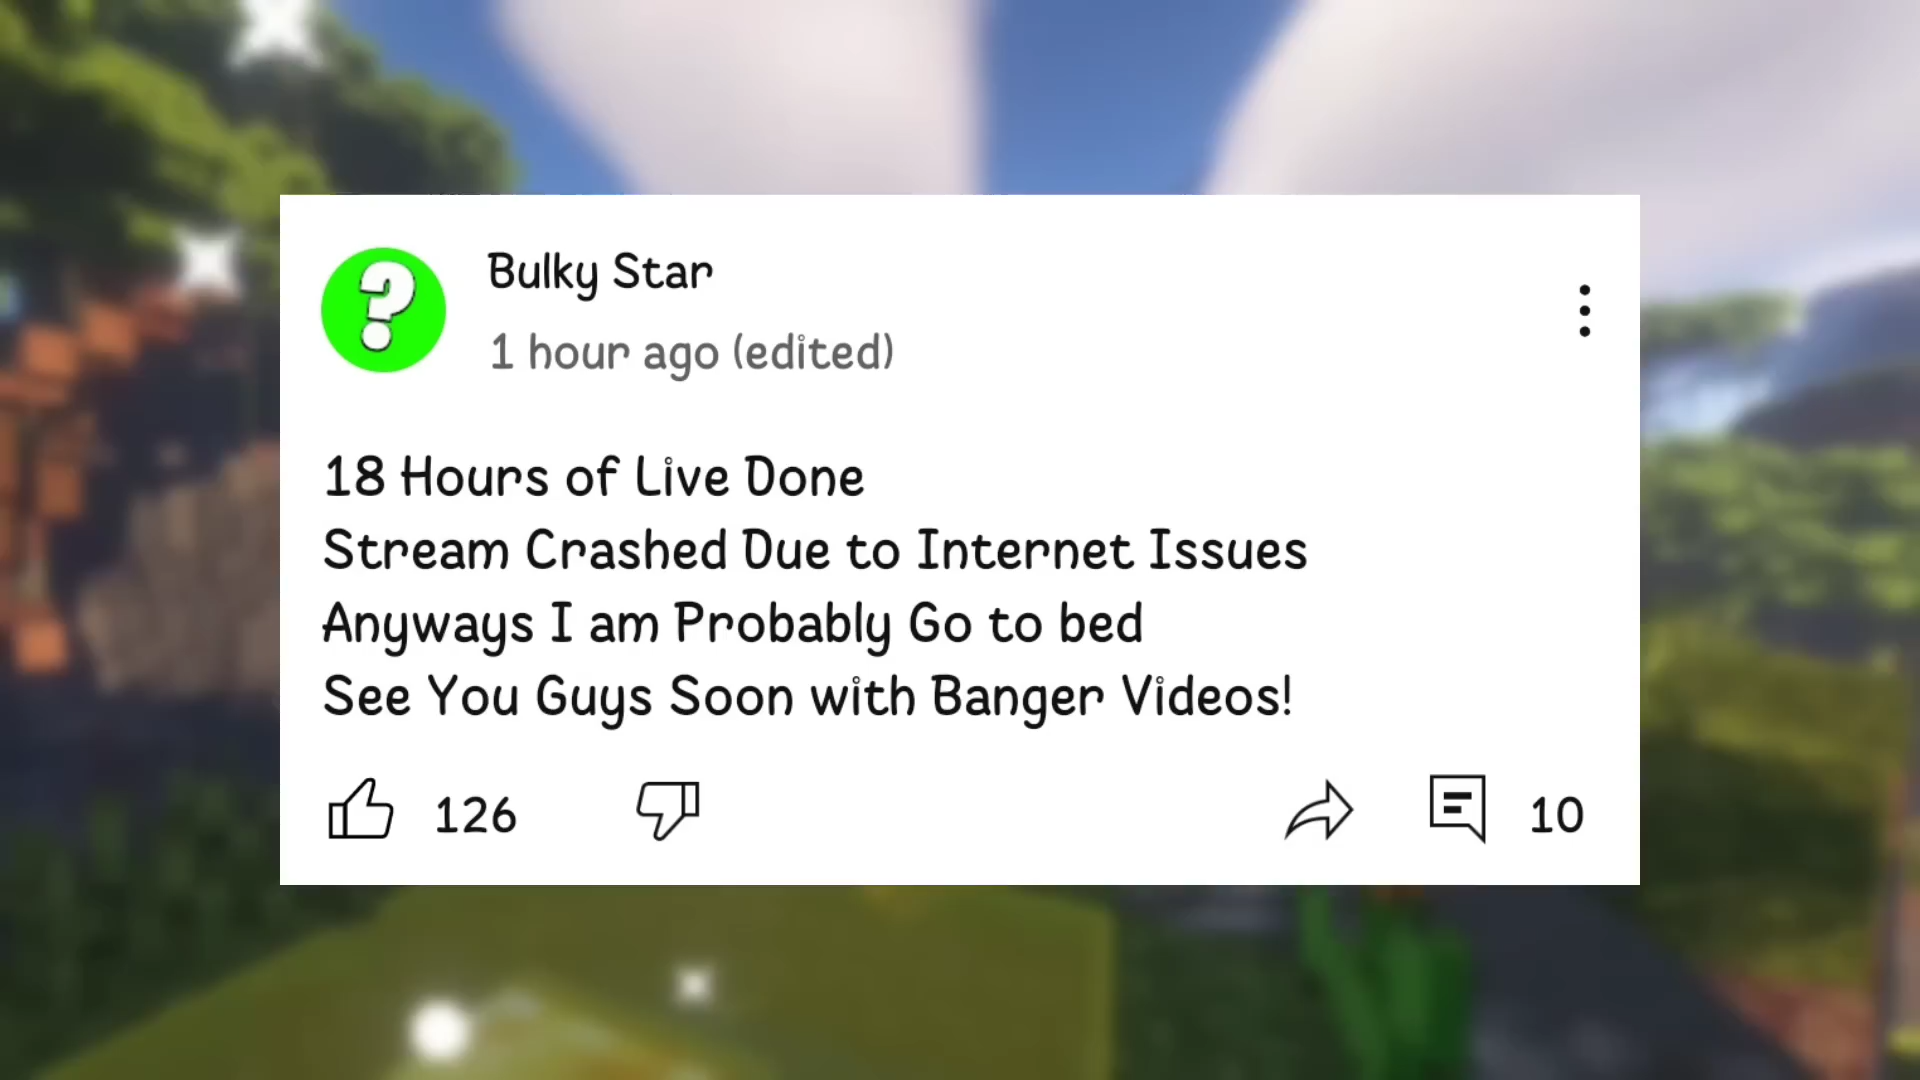 ?
Bulky Star
1 hour ago (edited)
18 Hours of Live Done
Stream Crashed Due to Internet Issues
Anyways I am Probably Go to bed
See You Guys Soon with Banger Videos!
126
10